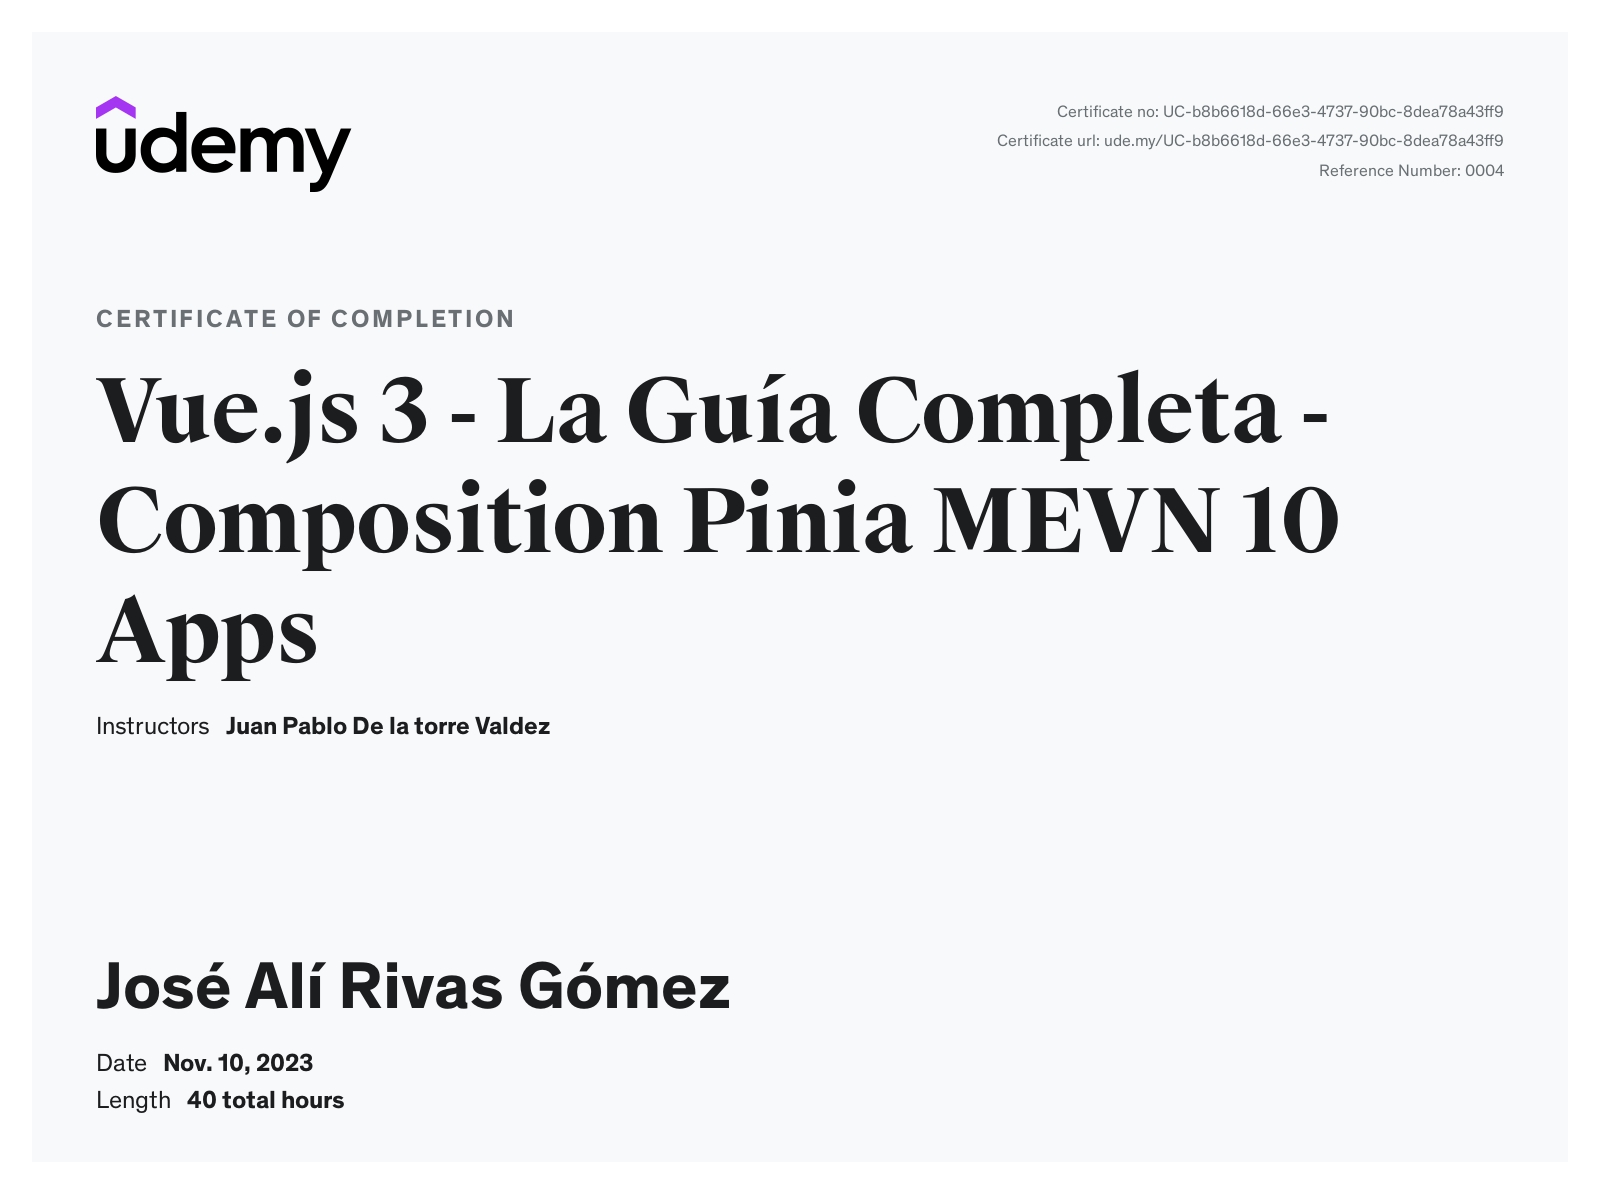 udemy
Certificate no: UC-b8b6618d-66e3-4737-90bc-8dea78a43ff9
Certificate url: ude.my/UC-b8b6618d-66e3-4737-90bc-8dea78a43ff9
Reference Number: 0004
CERTIFICATE OF COMPLETION
Vue.js 3 - La Guía Completa -
Composition Pinia MEVN 10
Apps
Instructors Juan Pablo De la torre Valdez
José Alí Rivas Gómez
Date Nov. 10, 2023
Length 40 total hours